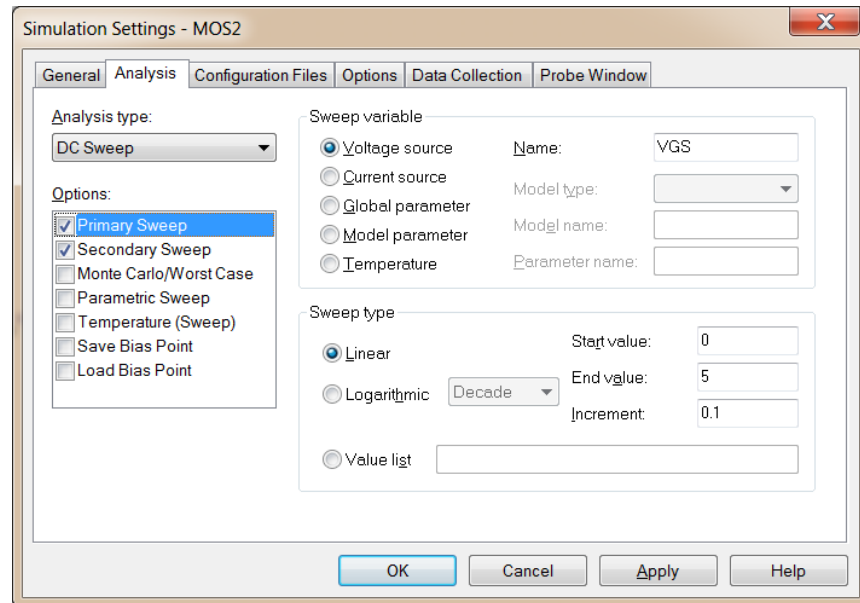 Simulation Settings - MOS2
X
General Analysis Configuration Files Options Data Collection Probe Window
Analysis type:
DC Sweep
Options:
Primary Sweep
Secondary Sweep
Monte Carlo/Worst Case
Parametric Sweep
Temperature (Sweep)
Save Bias Point
Load Bias Point
Sweep variable
Voltage source
Current source
Global parameter
Model parameter
Temperature
Name: VGS
Model type:
Model name:
Parameter name:
Sweep type
Linear
Logarithmic Decade
Value list
Start value: 0
End value: 5
Increment: 0.1
OK Cancel Apply Help